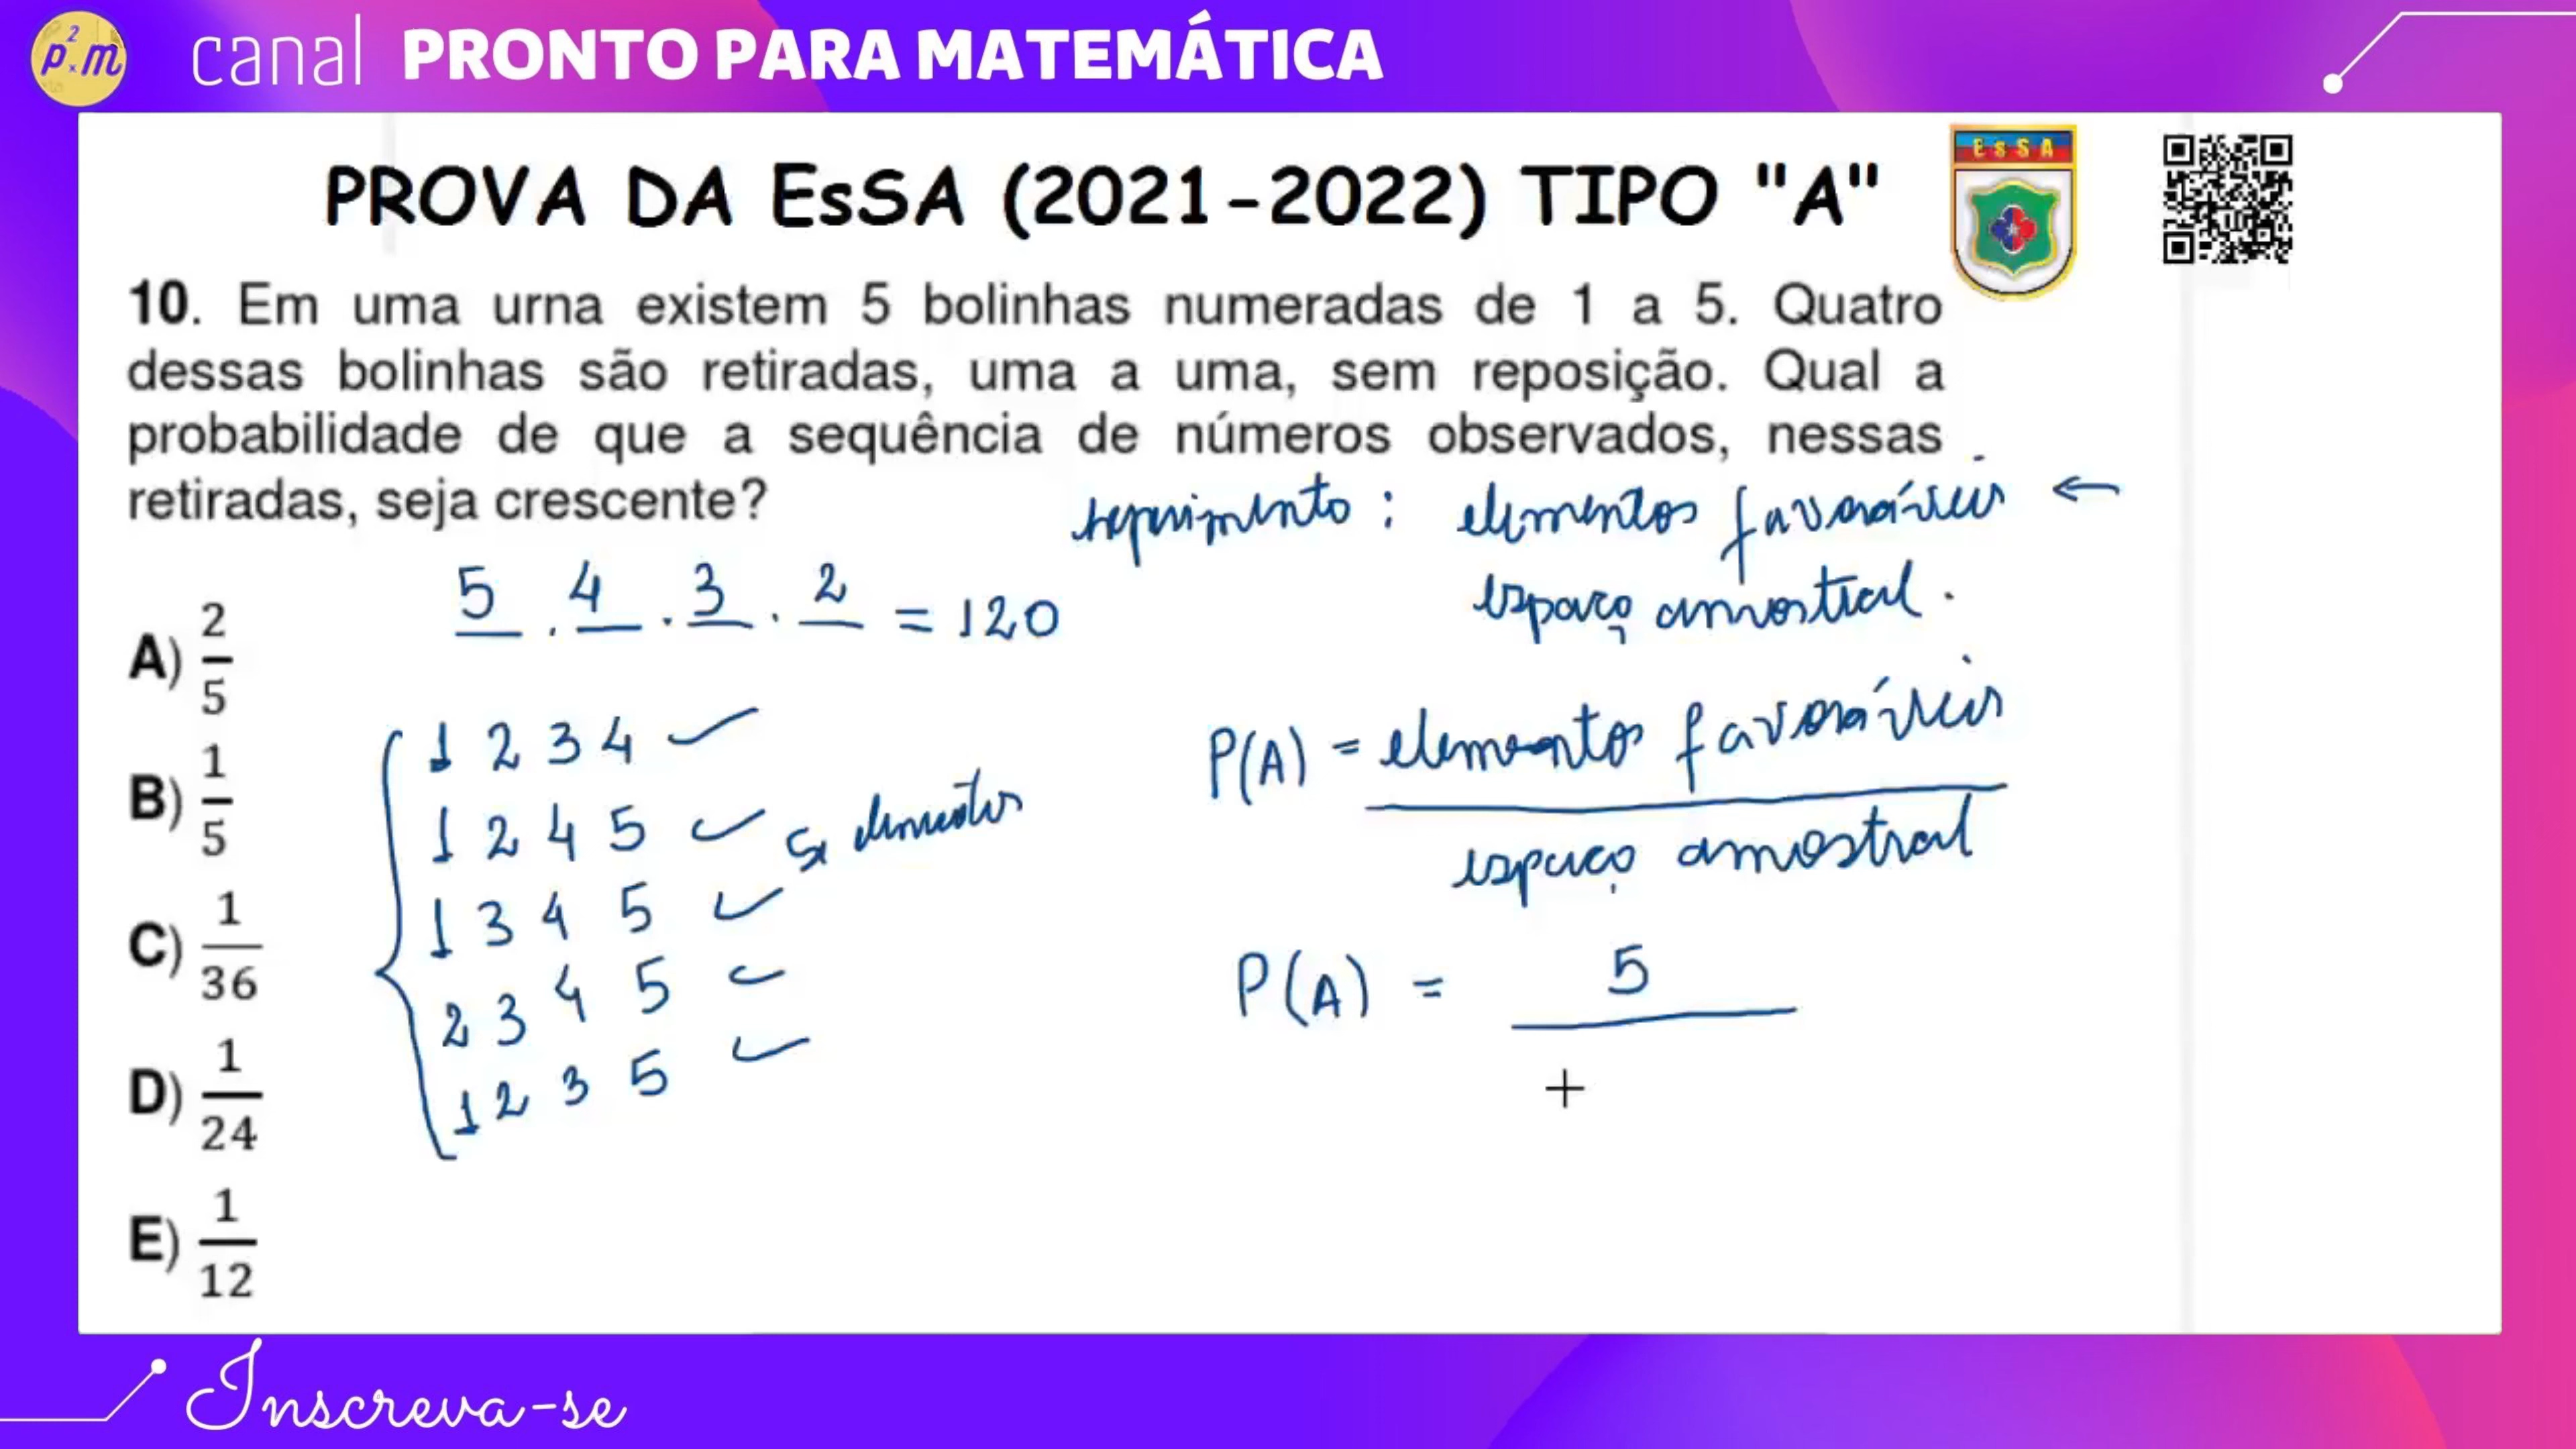 p²ₓm canal PRONTO PARA MATEMÁTICA
PROVA DA EsSA (2021-2022) TIPO "A"
EsSA
10. Em uma urna existem 5 bolinhas numeradas de 1 a 5. Quatro
dessas bolinhas são retiradas, uma a uma, sem reposição. Qual a
probabilidade de que a sequência de números observados, nessas
retiradas, seja crescente?
: elementos favoráveis ←
espaço amostral.
5 . 4 . 3 . 2 = 120
A) 2/5
B) 1/5
C) 1/36
D) 1/24
E) 1/12
1 2 3 4
1 2 4 5
5 elementos
1 3 4 5
2 3 4 5
1 2 3 5
P(A) = elementos favoráveis
espaço amostral
P(A) = 5
+
Inscreva-se